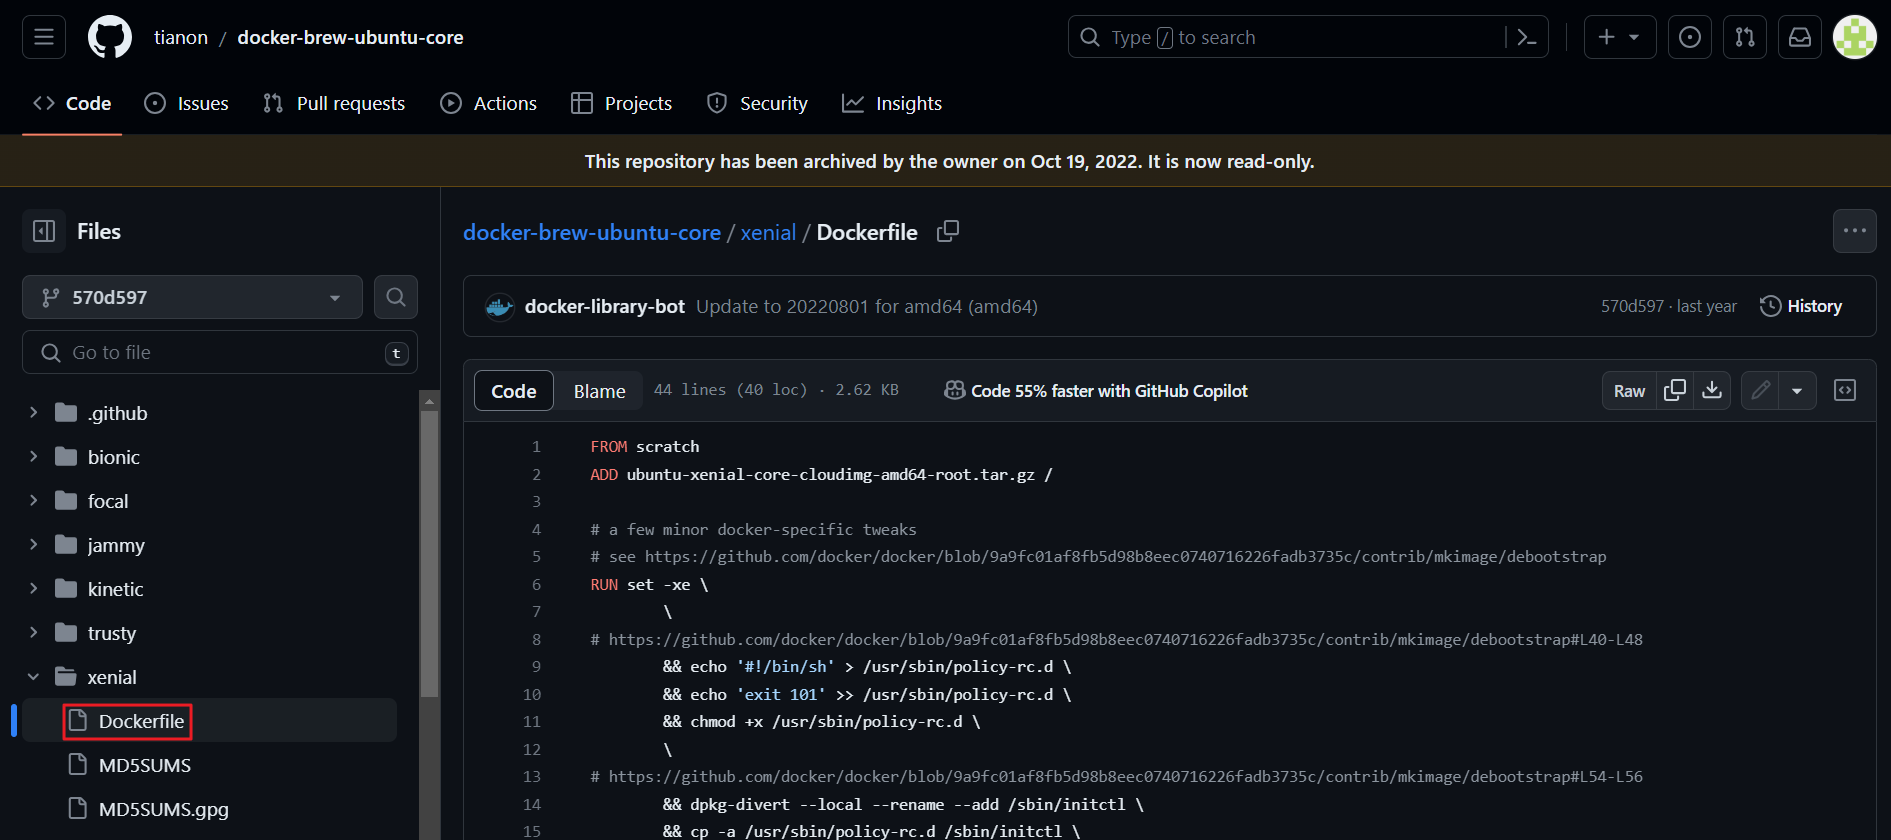 tianon / docker-brew-ubuntu-core
Type / to search
Code
Issues
Pull requests
Actions
Projects
Security
Insights
This repository has been archived by the owner on Oct 19, 2022. It is now read-only.
Files
570d597
Go to file
t
.github
bionic
focal
jammy
kinetic
trusty
xenial
Dockerfile
MD5SUMS
MD5SUMS.gpg
docker-brew-ubuntu-core / xenial / Dockerfile
docker-library-bot Update to 20220801 for amd64 (amd64)
570d597 · last year
History
Code
Blame
44 lines (40 loc) · 2.62 KB
Code 55% faster with GitHub Copilot
Raw
1 FROM scratch
2 ADD ubuntu-xenial-core-cloudimg-amd64-root.tar.gz /
3
4 # a few minor docker-specific tweaks
5 # see https://github.com/docker/docker/blob/9a9fc01af8fb5d98b8eec0740716226fadb3735c/contrib/mkimage/debootstrap
6 RUN set -xe \
7 \
8 # https://github.com/docker/docker/blob/9a9fc01af8fb5d98b8eec0740716226fadb3735c/contrib/mkimage/debootstrap#L40-L48
9 && echo '#!/bin/sh' > /usr/sbin/policy-rc.d \
10 && echo 'exit 101' >> /usr/sbin/policy-rc.d \
11 && chmod +x /usr/sbin/policy-rc.d \
12 \
13 # https://github.com/docker/docker/blob/9a9fc01af8fb5d98b8eec0740716226fadb3735c/contrib/mkimage/debootstrap#L54-L56
14 && dpkg-divert --local --rename --add /sbin/initctl \
15 && cp -a /usr/sbin/policy-rc.d /sbin/initctl \